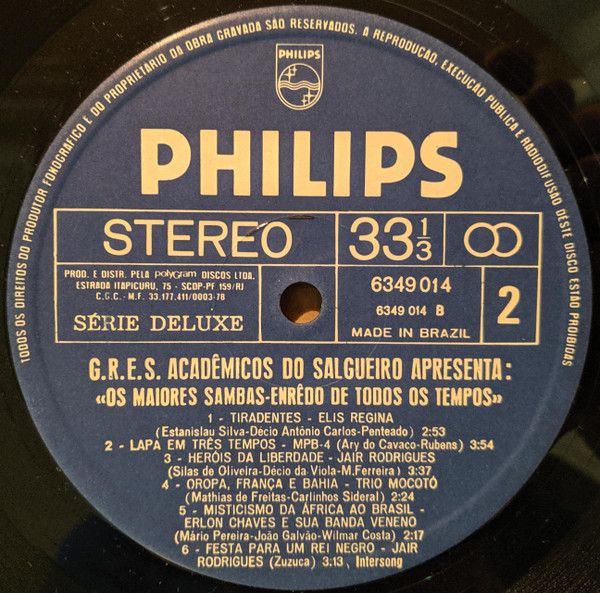 TODOS OS DIREITOS DO PRODUTOR FONOGRÁFICO E DO PROPRIETÁRIO DA OBRA GRAVADA SÃO RESERVADOS. A REPRODUÇÃO, EXECUÇÃO PÚBLICA E RADIODIFUSÃO DÊSTE DISCO ESTÃO PROIBIDAS
PHILIPS
PHILIPS
STEREO 33 1/3
PROD. E DISTR. PELA polygram DISCOS LTDA.
ESTRADA ITAPICURU, 75 - SCDP-PF 159/RJ
C.G.C.- M.F. 33.177.411/0003-78
SÉRIE DELUXE
6349 014
6349 014 B
MADE IN BRAZIL
2
G.R.E.S. ACADÊMICOS DO SALGUEIRO APRESENTA:
«OS MAIORES SAMBAS-ENRÊDO DE TODOS OS TEMPOS»
1 - TIRADENTES - ELIS REGINA
(Estanislau Silva-Décio Antônio Carlos-Penteado) 2:53
2 - LAPA EM TRÊS TEMPOS - MPB-4 (Ary do Cavaco-Rubens) 3:54
3 - HERÓIS DA LIBERDADE - JAIR RODRIGUES
(Silas de Oliveira-Décio da Viola-M.Ferreira) 3:37
4 - OROPA, FRANÇA E BAHIA - TRIO MOCOTÓ
(Mathias de Freitas-Carlinhos Sideral) 2:24
5 - MISTICISMO DA ÁFRICA AO BRASIL -
ERLON CHAVES E SUA BANDA VENENO
(Mário Pereira-João Galvão-Wilmar Costa) 2:17
6 - FESTA PARA UM REI NEGRO - JAIR
RODRIGUES (Zuzuca) 3:13, Intersong